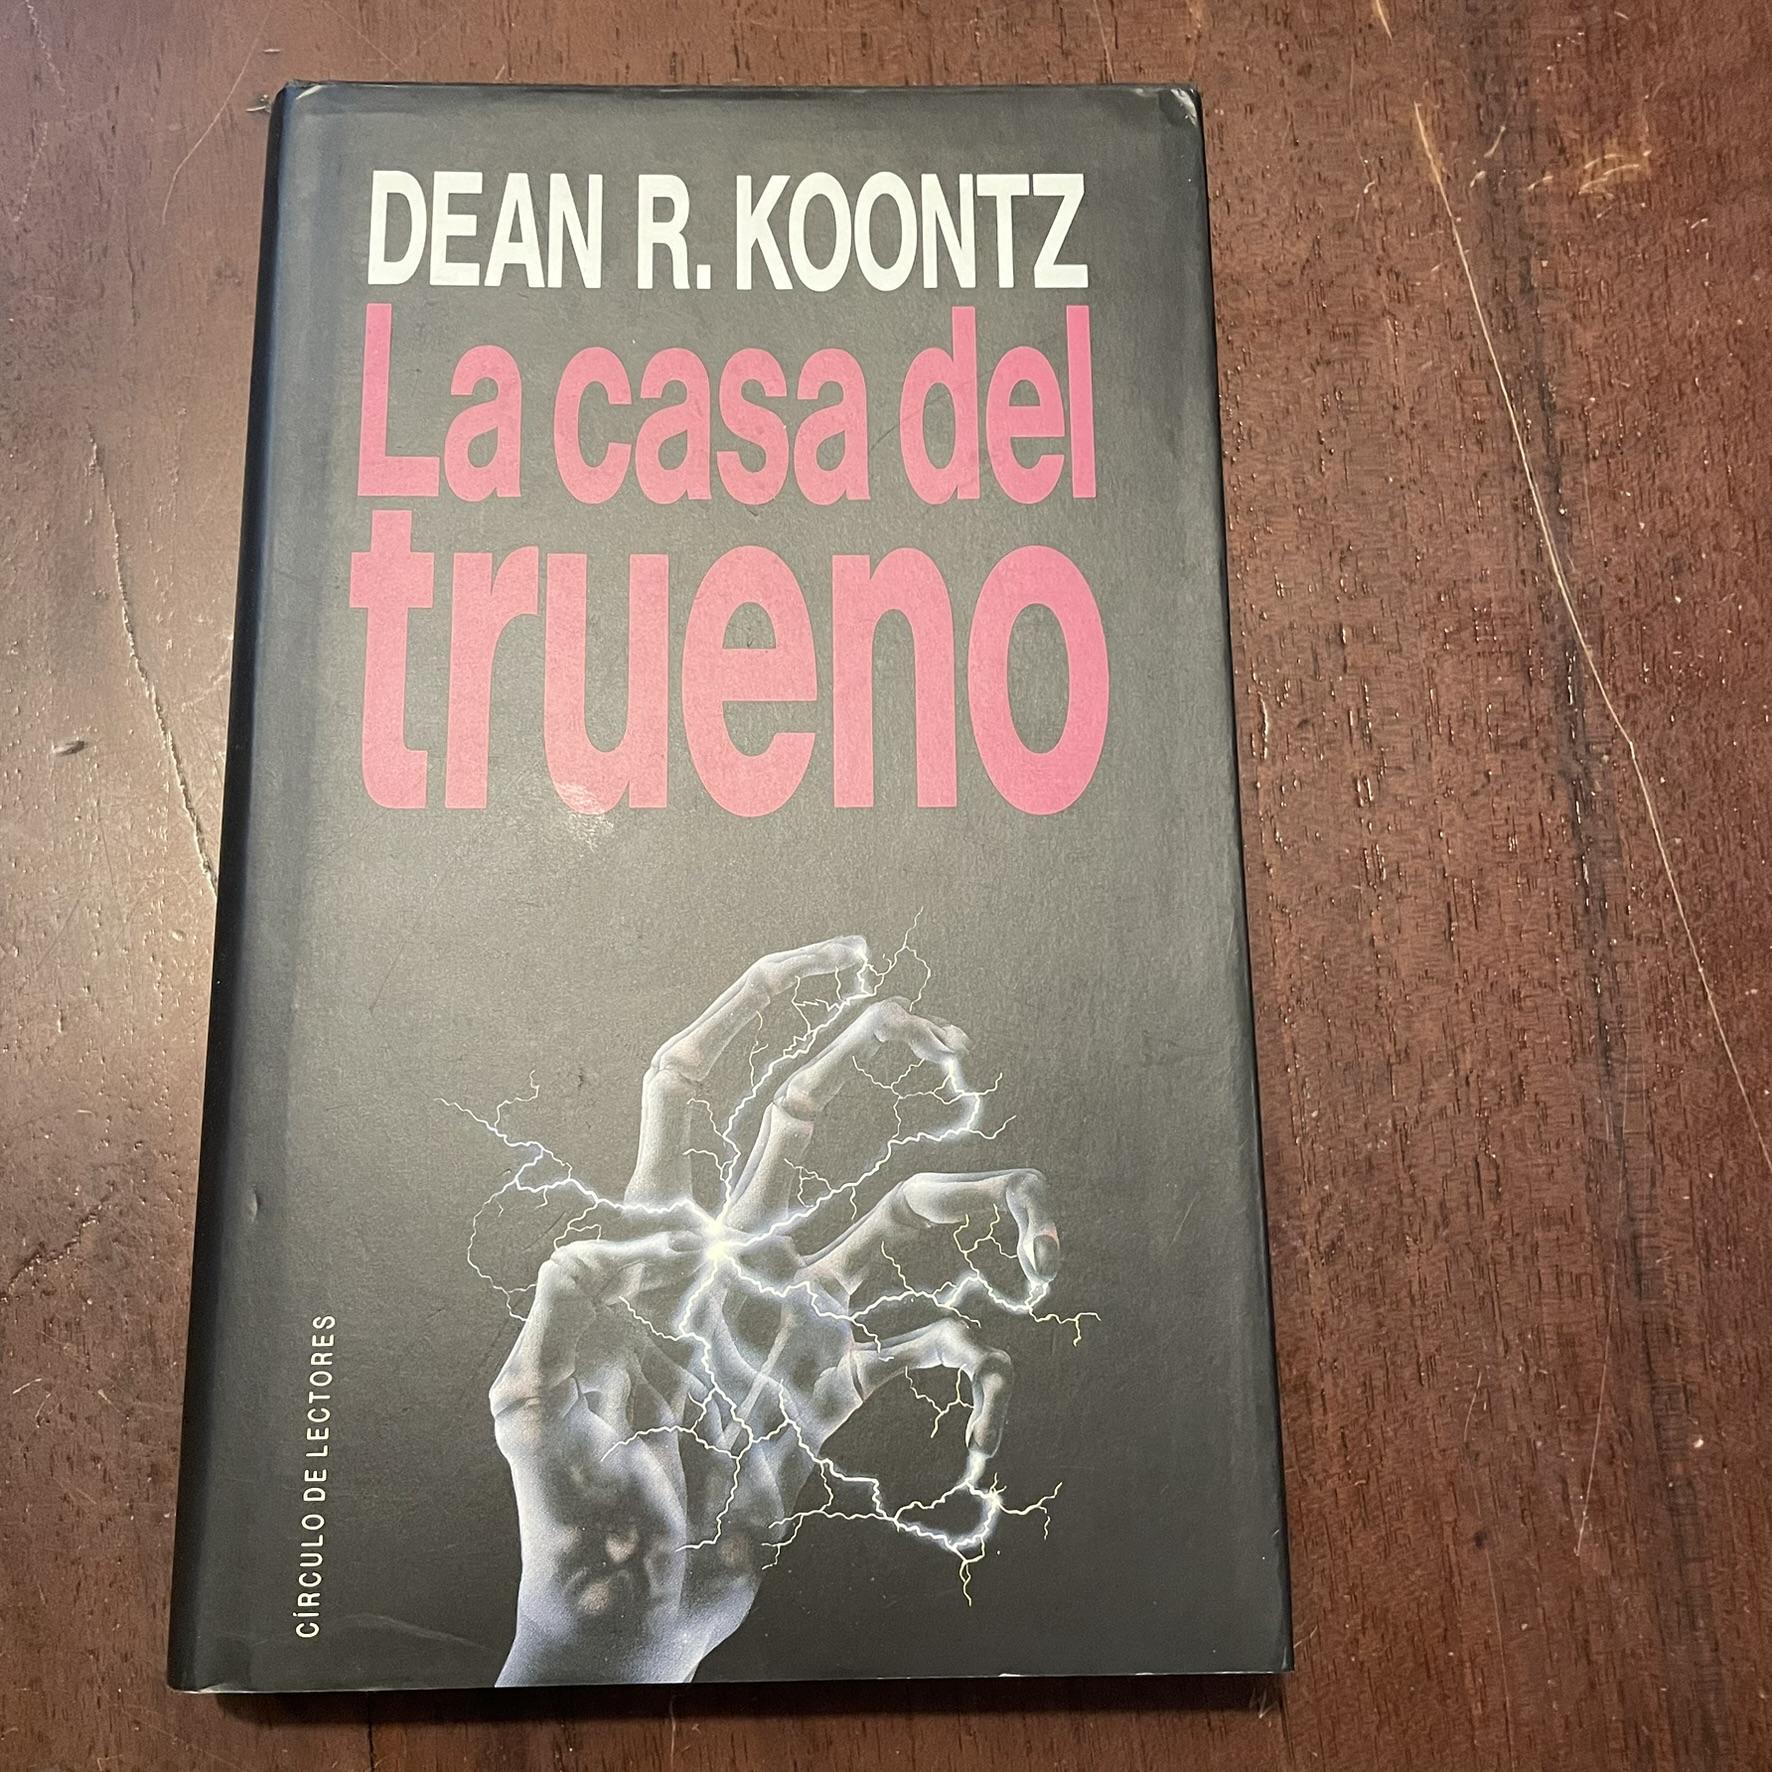 DEAN R. KOONTZ
La casa del
trueno
CÍRCULO DE LECTORES